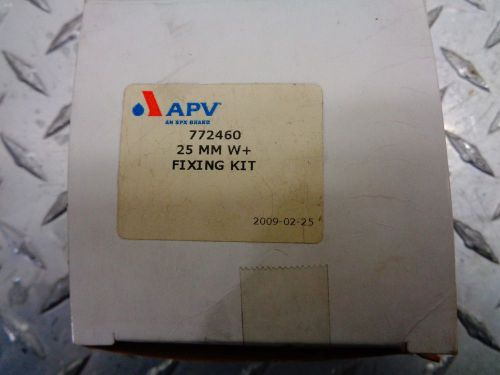 APV
AN SPX BRAND
772460
25 MM W+
FIXING KIT
2009-02-25